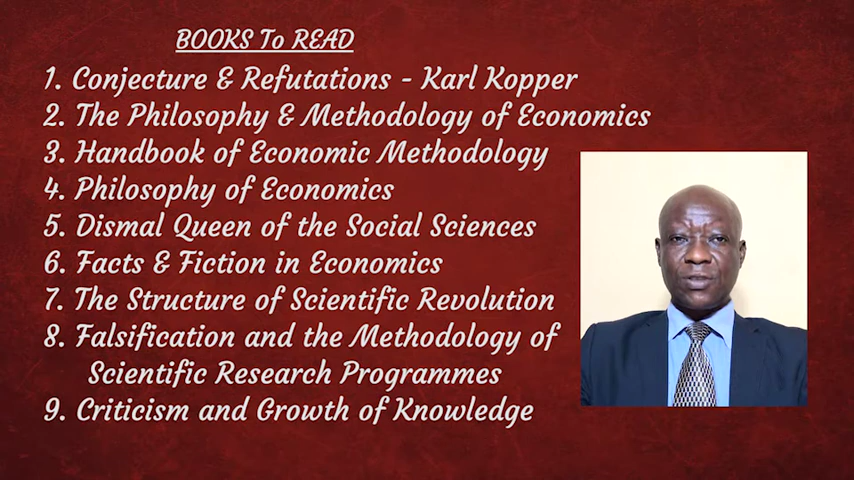 BOOKS To READ
1. Conjecture & Refutations - Karl Kopper
2. The Philosophy & Methodology of Economics
3. Handbook of Economic Methodology
4. Philosophy of Economics
5. Dismal Queen of the Social Sciences
6. Facts & Fiction in Economics
7. The Structure of Scientific Revolution
8. Falsification and the Methodology of
Scientific Research Programmes
9. Criticism and Growth of Knowledge